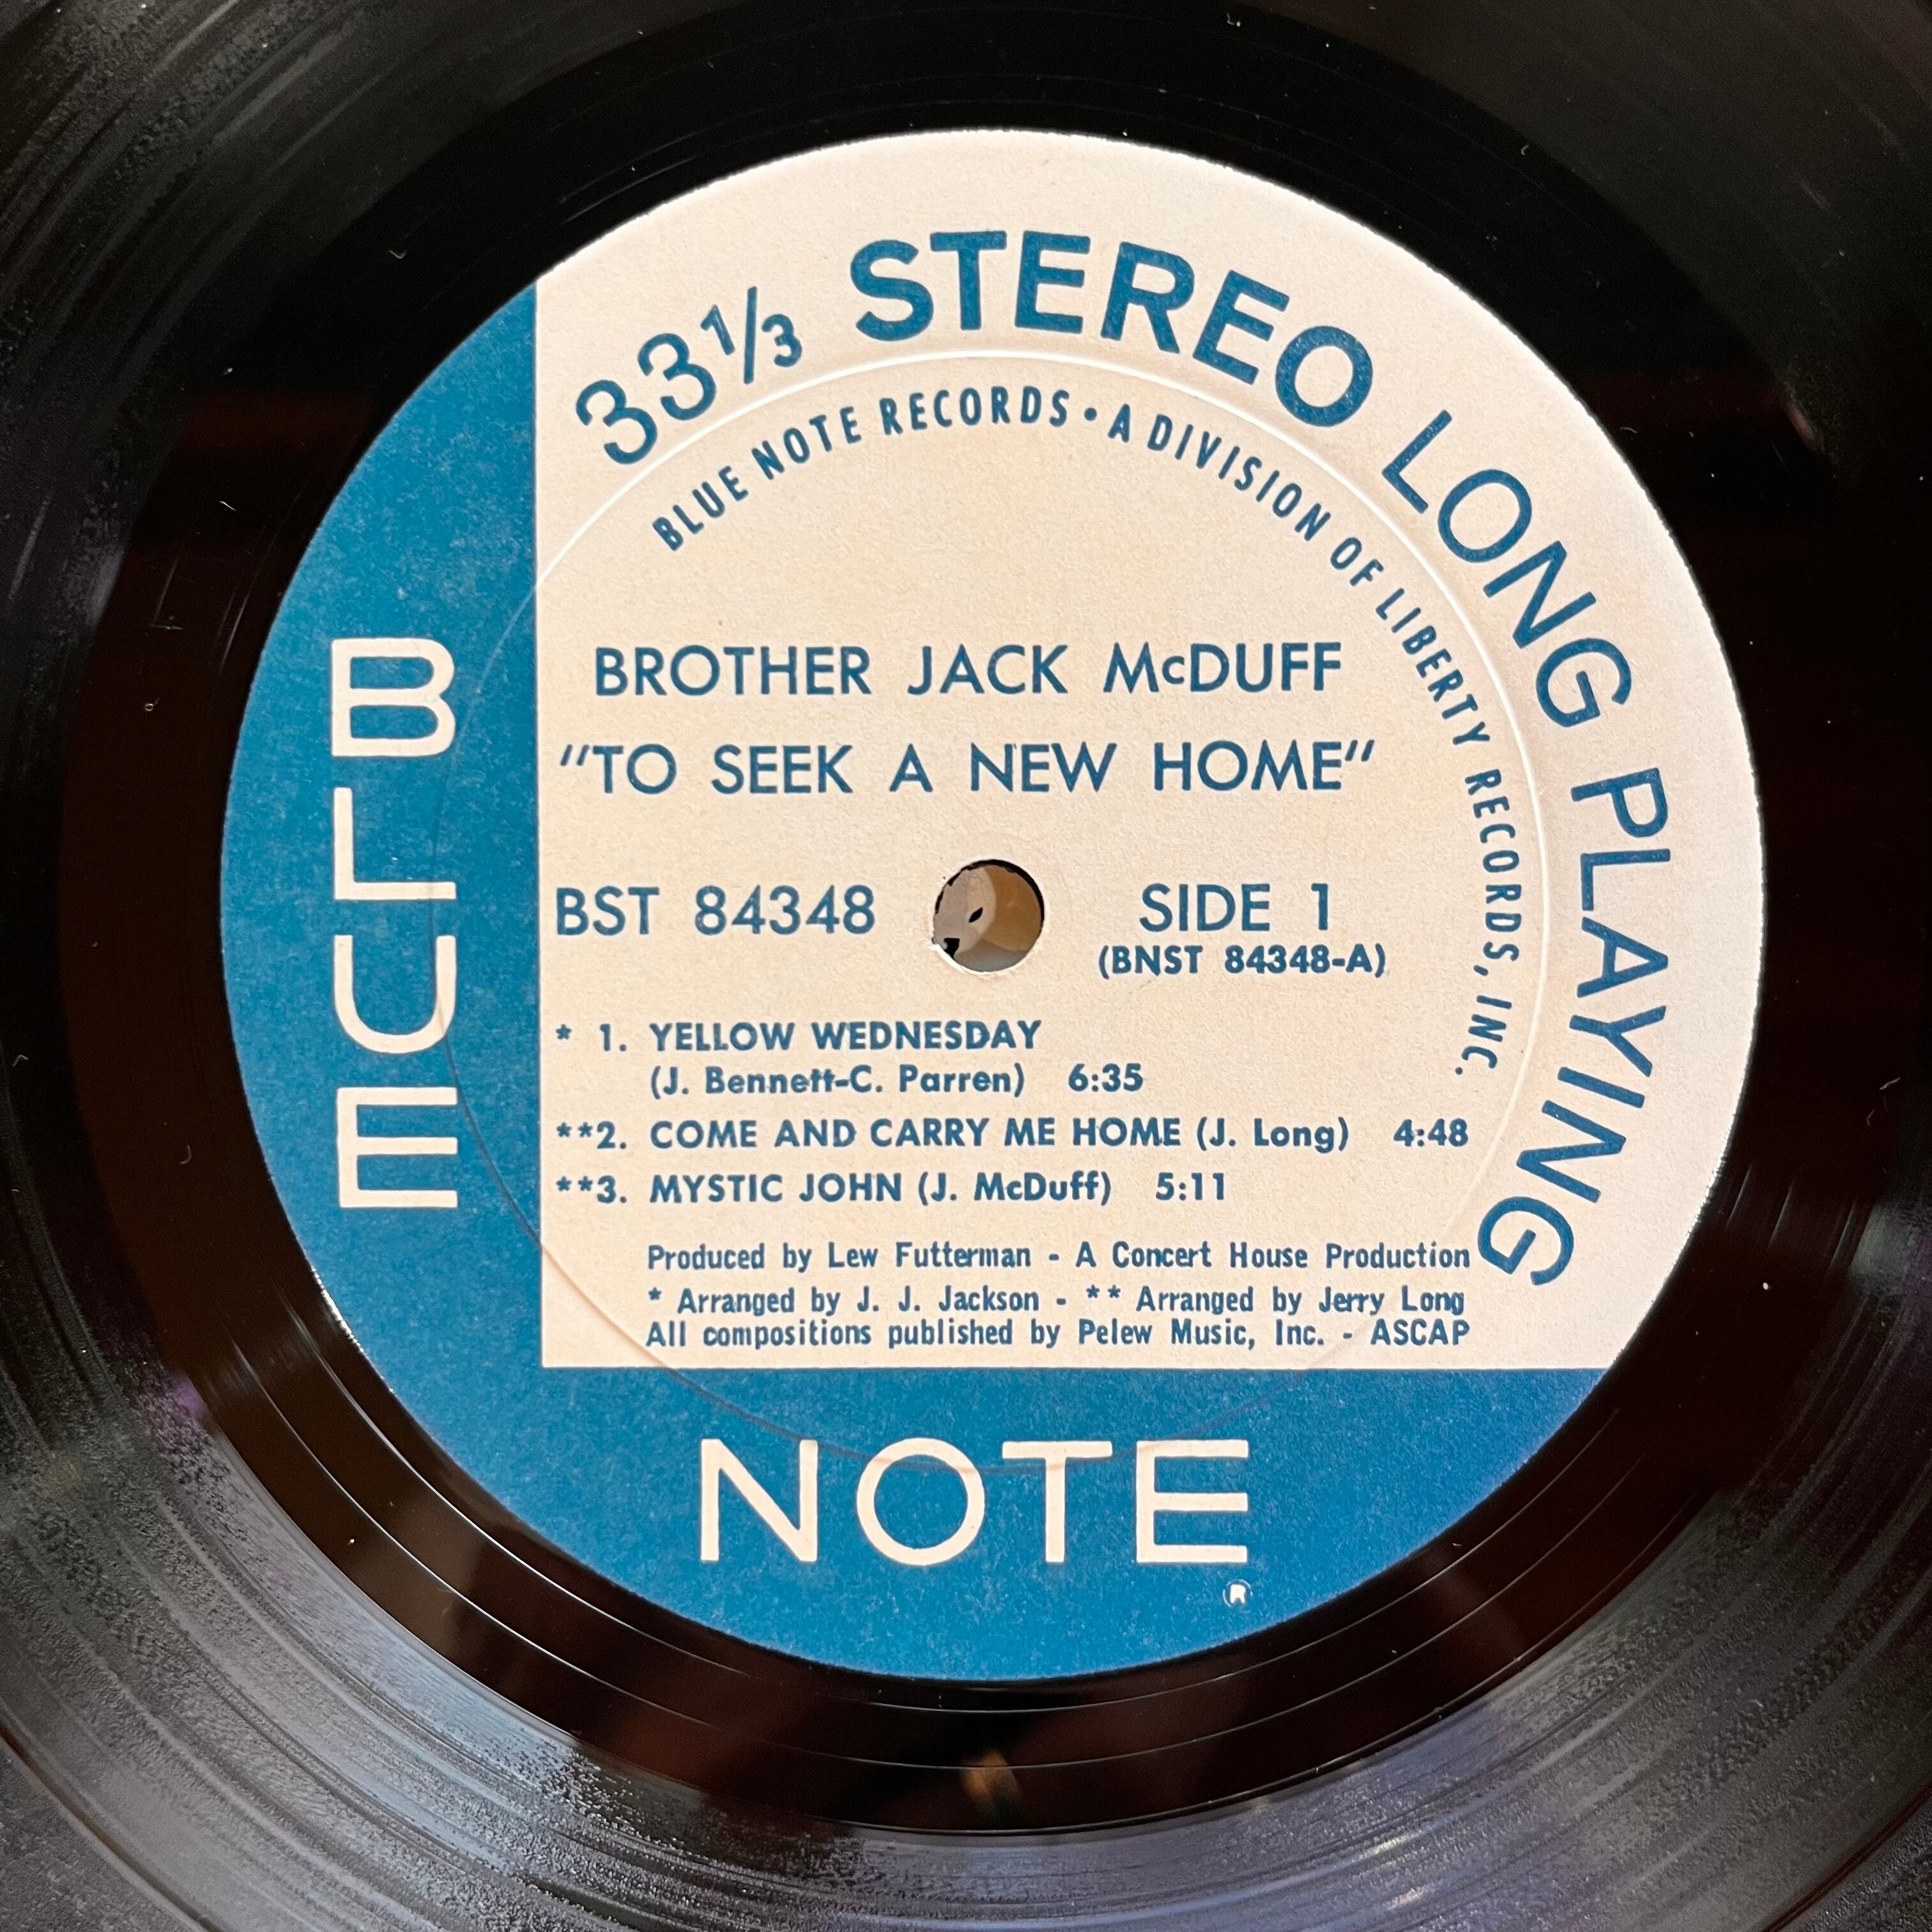 33⅓ STEREO LONG PLAYING
BLUE NOTE RECORDS • A DIVISION OF LIBERTY RECORDS, INC.
BROTHER JACK McDUFF
"TO SEEK A NEW HOME"
BST 84348 SIDE 1
(BNST 84348-A)
* 1. YELLOW WEDNESDAY
(J. Bennett-C. Parren) 6:35
**2. COME AND CARRY ME HOME (J. Long) 4:48
**3. MYSTIC JOHN (J. McDuff) 5:11
Produced by Lew Futterman - A Concert House Production
* Arranged by J. J. Jackson - ** Arranged by Jerry Long
All compositions published by Pelew Music, Inc. - ASCAP
BLUE
NOTE
®